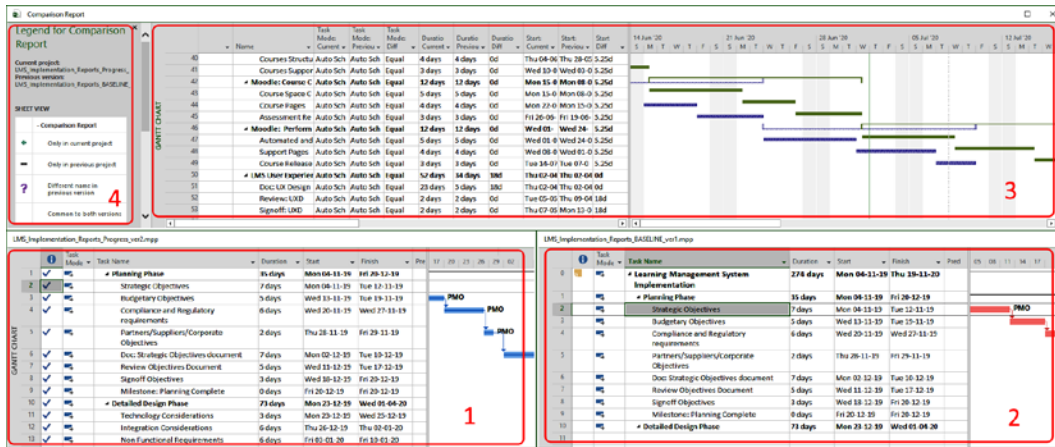 Comparison Report
Legend for Comparison
Report
Current project:
LMS_Implementation_Reports_Progress_
Previous version:
LMS_Implementation_Reports_BASELINE_
SHEET VIEW
- Comparison Report
+ Only in current project
Only in previous project
? Different name in
previous version
Common to both versions
4
GANTT CHART
Name Task Mode: Current Task Mode: Previou Task Mode: Diff Duratio Current Duratio Previou Duratio Diff Start: Current Start: Previou Start Diff
14 Jun '20 21 Jun '20 28 Jun '20 05 Jul '20 12 Jul '20
S M T W T F S S M T W T F S S M T W T F S S M T W T F S S M T W
40 Courses Structu Auto Sch Auto Sch Equal 4 days 4 days 0d Thu 04-06 Thu 28-05 5.25d
41 Courses Suppor Auto Sch Auto Sch Equal 3 days 3 days 0d Wed 10-0 Wed 03-0 5.25d
42 Moodle: Course C Auto Sch Auto Sch Equal 12 days 12 days 0d Mon 15-0 Mon 08-0 5.25d
43 Course Space C Auto Sch Auto Sch Equal 5 days 5 days 0d Mon 15-0 Mon 08-0 5.25d
44 Course Pages Auto Sch Auto Sch Equal 4 days 4 days 0d Mon 22-0 Mon 15-0 5.25d
45 Assessment Re Auto Sch Auto Sch Equal 3 days 3 days 0d Fri 26-06- Fri 19-06- 5.25d
46 Moodle: Perform Auto Sch Auto Sch Equal 12 days 12 days 0d Wed 01- Wed 24- 5.25d
47 Automated and Auto Sch Auto Sch Equal 5 days 5 days 0d Wed 01-0 Wed 24-0 5.25d
48 Support Pages Auto Sch Auto Sch Equal 4 days 4 days 0d Wed 08-0 Wed 01-0 5.25d
49 Course Release Auto Sch Auto Sch Equal 3 days 3 days 0d Tue 14-07 Tue 07-0 5.25d
50 LMS User Experien Auto Sch Auto Sch Equal 52 days 34 days 18d Thu 02-04 Thu 02-04 0d
51 Doc: UX Design Auto Sch Auto Sch Equal 23 days 5 days 18d Thu 02-04 Thu 02-04 0d
52 Review: UXD Auto Sch Auto Sch Equal 2 days 2 days 0d Tue 05-05 Thu 09-04 18d
53 Signoff: UXD Auto Sch Auto Sch Equal 2 days 2 days 0d Thu 07-05 Mon 13-0 18d
3
LMS_Implementation_Reports_Progress_ver2.mpp
Task Mode Task Name Duration Start Finish Pre 17 20 23 26 29 02
GANTT CHART
1 Planning Phase 35 days Mon 04-11-19 Fri 20-12-19
2 Strategic Objectives 7 days Mon 04-11-19 Tue 12-11-19
3 Budgetary Objectives 5 days Wed 13-11-19 Tue 19-11-19 PMO
4 Compliance and Regulatory requirements 6 days Wed 20-11-19 Wed 27-11-19 PMO
5 Partners/Suppliers/Corporate Objectives 2 days Thu 28-11-19 Fri 29-11-19 PMO
6 Doc: Strategic Objectives document 7 days Mon 02-12-19 Tue 10-12-19
7 Review Objectives Document 5 days Wed 11-12-19 Tue 17-12-19
8 Signoff Objectives 3 days Wed 18-12-19 Fri 20-12-19
9 Milestone: Planning Complete 0 days Fri 20-12-19 Fri 20-12-19
10 Detailed Design Phase 73 days Mon 23-12-19 Wed 01-04-20
11 Technology Considerations 3 days Mon 23-12-19 Wed 25-12-19
12 Integration Considerations 6 days Thu 26-12-19 Thu 02-01-20
13 Non Functional Requirements 6 days Fri 03-01-20 Fri 10-01-20
1
LMS_Implementation_Reports_BASELINE_ver1.mpp
Task Mode Task Name Duration Start Finish Pred 05 08 11 14 17
0 Learning Management System Implementation 274 days Mon 04-11-19 Thu 19-11-20
1 Planning Phase 35 days Mon 04-11-19 Fri 20-12-19
2 Strategic Objectives 7 days Mon 04-11-19 Tue 12-11-19 PMO
3 Budgetary Objectives 5 days Wed 13-11-19 Tue 19-11-19
4 Compliance and Regulatory requirements 6 days Wed 20-11-19 Wed 27-11-19
5 Partners/Suppliers/Corporate Objectives 2 days Thu 28-11-19 Fri 29-11-19
6 Doc: Strategic Objectives document 7 days Mon 02-12-19 Tue 10-12-19
7 Review Objectives Document 5 days Wed 11-12-19 Tue 17-12-19
8 Signoff Objectives 3 days Wed 18-12-19 Fri 20-12-19
9 Milestone: Planning Complete 0 days Fri 20-12-19 Fri 20-12-19
10 Detailed Design Phase 73 days Mon 23-12-19 Wed 01-04-20
11
2